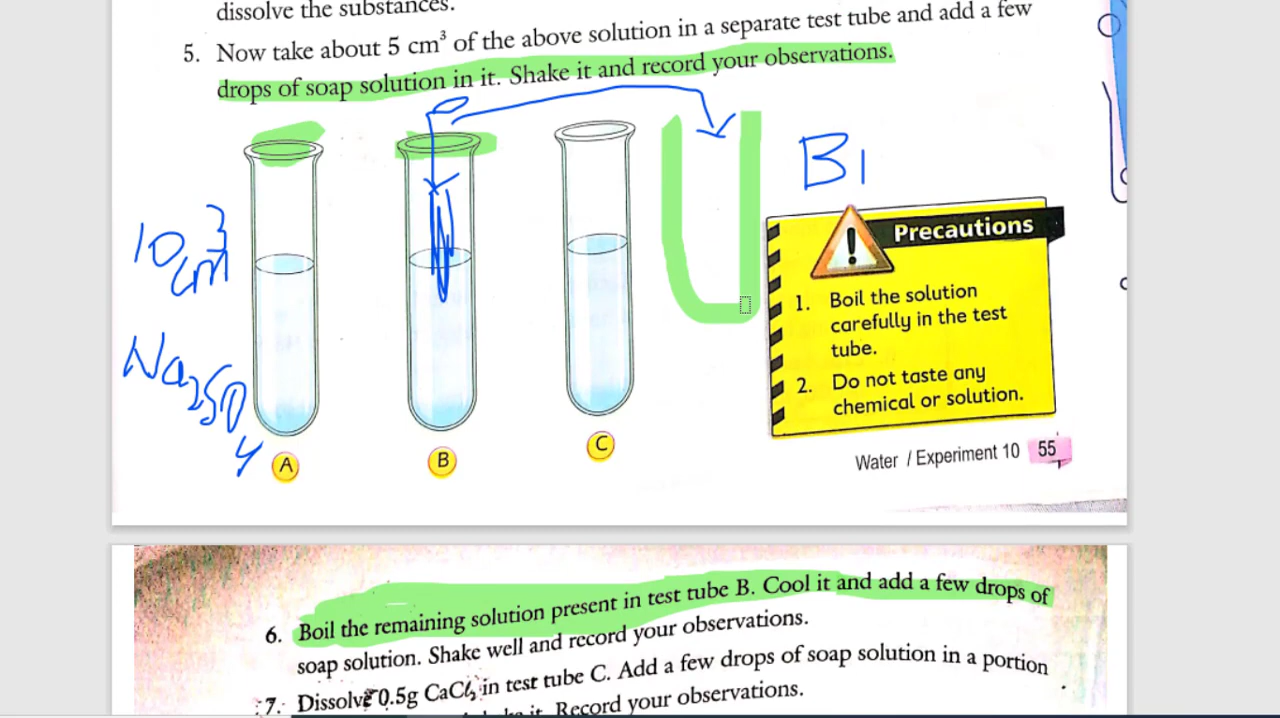 dissolve the substances.
5. Now take about 5 cm³ of the above solution in a separate test tube and add a few
drops of soap solution in it. Shake it and record your observations.
B1
10 cm³
Na2SO4
A
B
C
Precautions
1. Boil the solution
carefully in the test
tube.
2. Do not taste any
chemical or solution.
Water / Experiment 10 55
6. Boil the remaining solution present in test tube B. Cool it and add a few drops of
soap solution. Shake well and record your observations.
7. Dissolve 0.5g CaCl2 in test tube C. Add a few drops of soap solution in a portion
it. Record your observations.